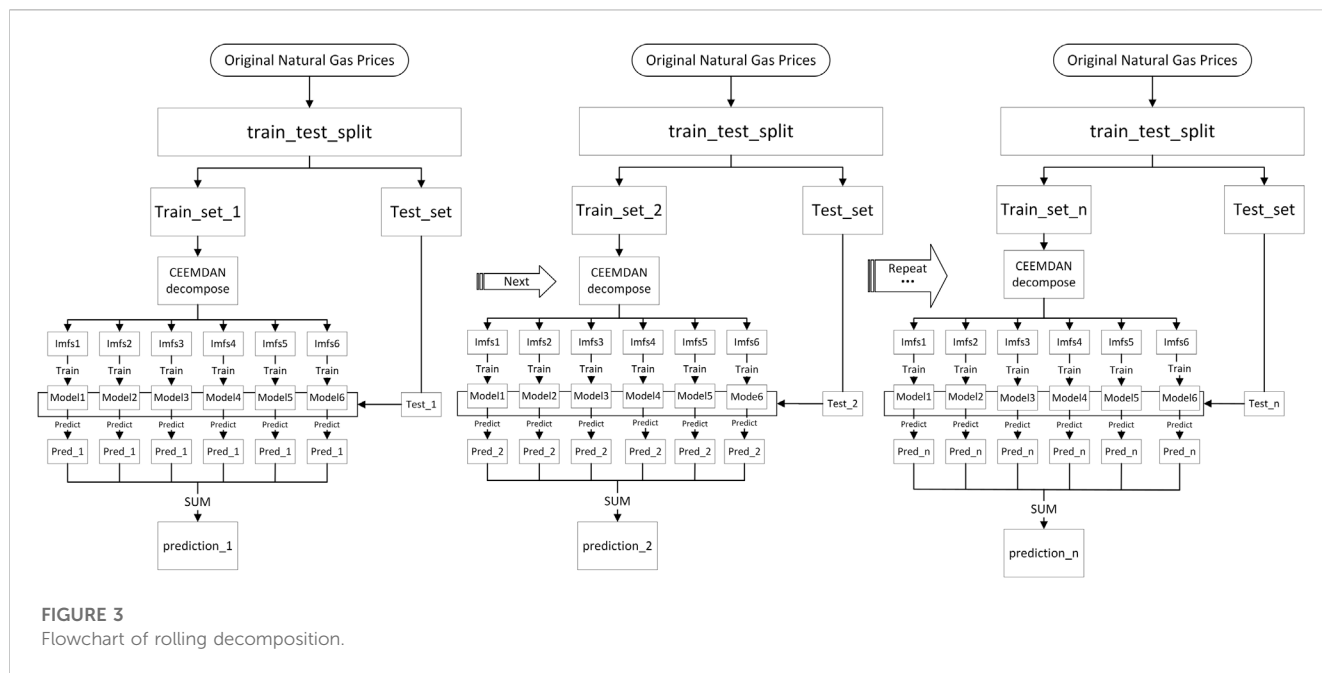 Original Natural Gas Prices
train_test_split
Train_set_1
Test_set
CEEMDAN
decompose
Imfs1 Imfs2 Imfs3 Imfs4 Imfs5 Imfs6
Train Train Train Train Train Train
Model1 Model2 Model3 Model4 Model5 Model6
Test_1
Predict Predict Predict Predict Predict Predict
Pred_1 Pred_1 Pred_1 Pred_1 Pred_1 Pred_1
SUM
prediction_1
Next
Original Natural Gas Prices
train_test_split
Train_set_2
Test_set
CEEMDAN
decompose
Imfs1 Imfs2 Imfs3 Imfs4 Imfs5 Imfs6
Train Train Train Train Train Train
Model1 Model2 Model3 Model4 Model5 Mode6
Test_2
Predict Predict Predict Predict Predict Predict
Pred_2 Pred_2 Pred_2 Pred_2 Pred_2 Pred_2
SUM
prediction_2
Repeat
...
Original Natural Gas Prices
train_test_split
Train_set_n
Test_set
CEEMDAN
decompose
Imfs1 Imfs2 Imfs3 Imfs4 Imfs5 Imfs6
Train Train Train Train Train Train
Model1 Model2 Model3 Model4 Model5 Model6
Test_n
Predict Predict Predict Predict Predict Predict
Pred_n Pred_n Pred_n Pred_n Pred_n Pred_n
SUM
prediction_n
FIGURE 3
Flowchart of rolling decomposition.